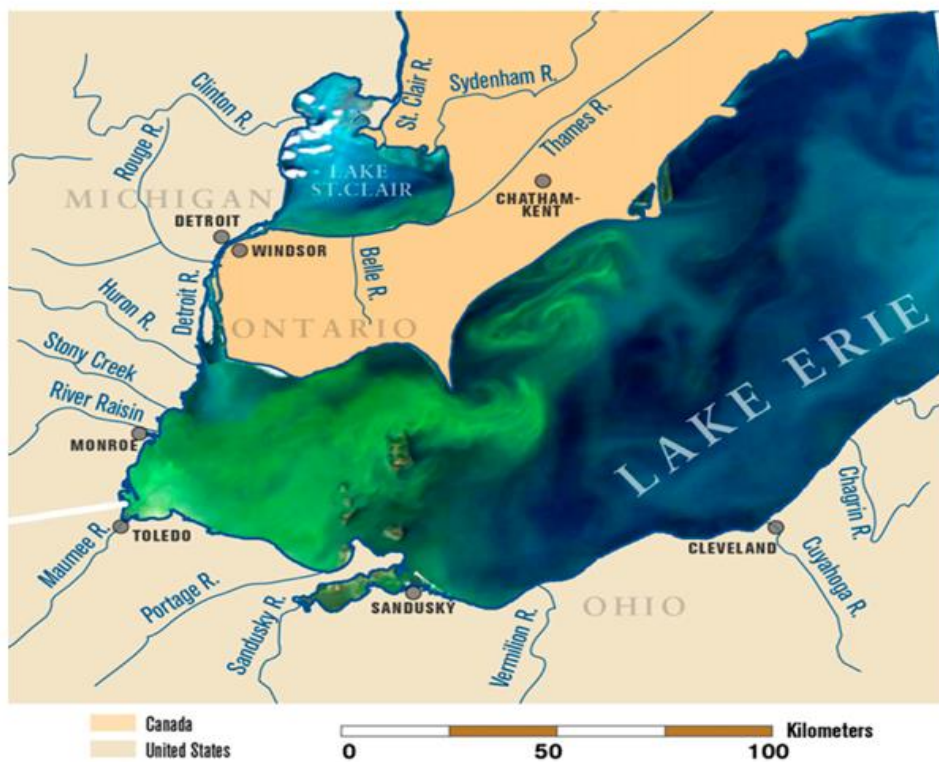 Clinton R.
St. Clair R.
Sydenham R.
Rouge R.
Thames R.
LAKE
ST. CLAIR
MICHIGAN
CHATHAM-
KENT
DETROIT
WINDSOR
Belle R.
Detroit R.
Huron R.
ONTARIO
Stony Creek
River Raisin
MONROE
LAKE ERIE
Chagrin R.
Maumee R.
TOLEDO
CLEVELAND
Cuyahoga R.
Portage R.
Sandusky R.
SANDUSKY
Vermilion R.
OHIO
Canada
United States
Kilometers
0
50
100